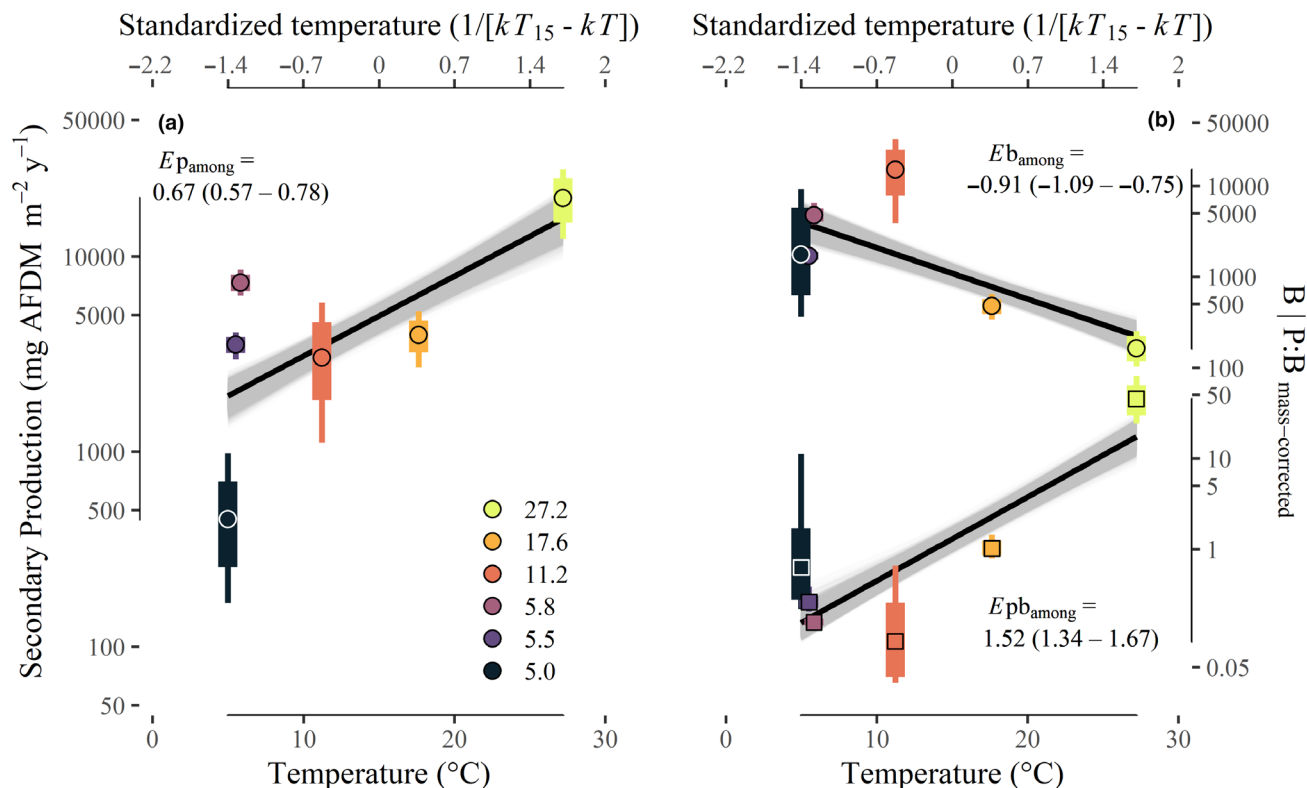 Standardized temperature (1/[kT15 - kT])
−2.2 −1.4 −0.7 0 0.7 1.4 2
(a)
Epamong =
0.67 (0.57 – 0.78)
Secondary Production (mg AFDM m−2 y−1)
50000
10000
5000
1000
500
100
50
27.2
17.6
11.2
5.8
5.5
5.0
0 10 20 30
Temperature (°C)
Standardized temperature (1/[kT15 - kT])
−2.2 −1.4 −0.7 0 0.7 1.4 2
(b)
Ebamong =
−0.91 (−1.09 – −0.75)
50000
10000
5000
1000
500
100
50
10
5
1
0.05
B | P:Bmass−corrected
Epbamong =
1.52 (1.34 – 1.67)
0 10 20 30
Temperature (°C)